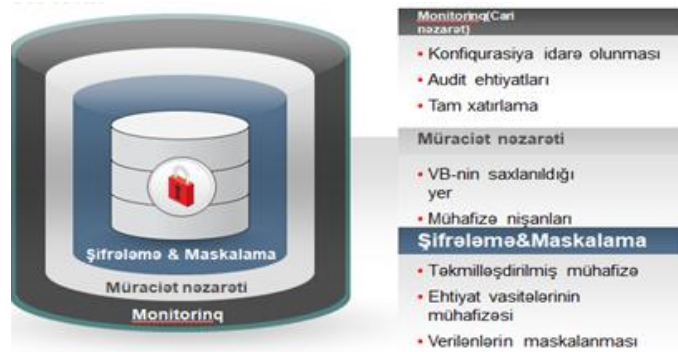 Şifrələmə & Maskalama
Müraciət nəzarəti
Monitorinq
Monitorinq(Cari
nəzarət)
• Konfiqurasiya idarə olunması
• Audit ehtiyatları
• Tam xatırlama
Müraciət nəzarəti
• VB-nin saxlanıldığı
yer
• Mühafizə nişanları
Şifrələmə&Maskalama
• Təkmilləşdirilmiş mühafizə
• Ehtiyat vasitələrinin
mühafizəsi
• Verilənlərin maskalanması